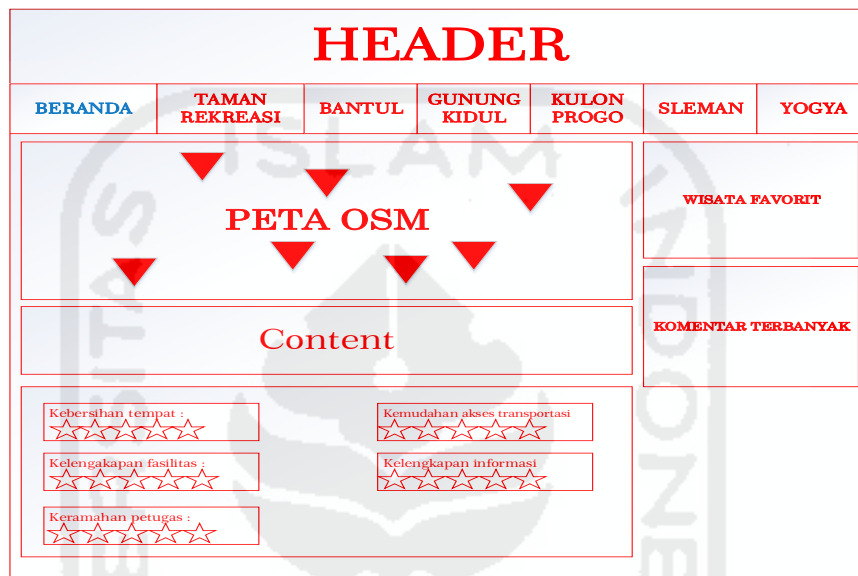 HEADER
BERANDA
TAMAN
REKREASI
BANTUL
GUNUNG
KIDUL
KULON
PROGO
SLEMAN
YOGYA
PETA OSM
WISATA FAVORIT
KOMENTAR TERBANYAK
Content
Kebersihan tempat :
Kemudahan akses transportasi
Kelengakapan fasilitas :
Kelengkapan informasi
Keramahan petugas :
ISLAM